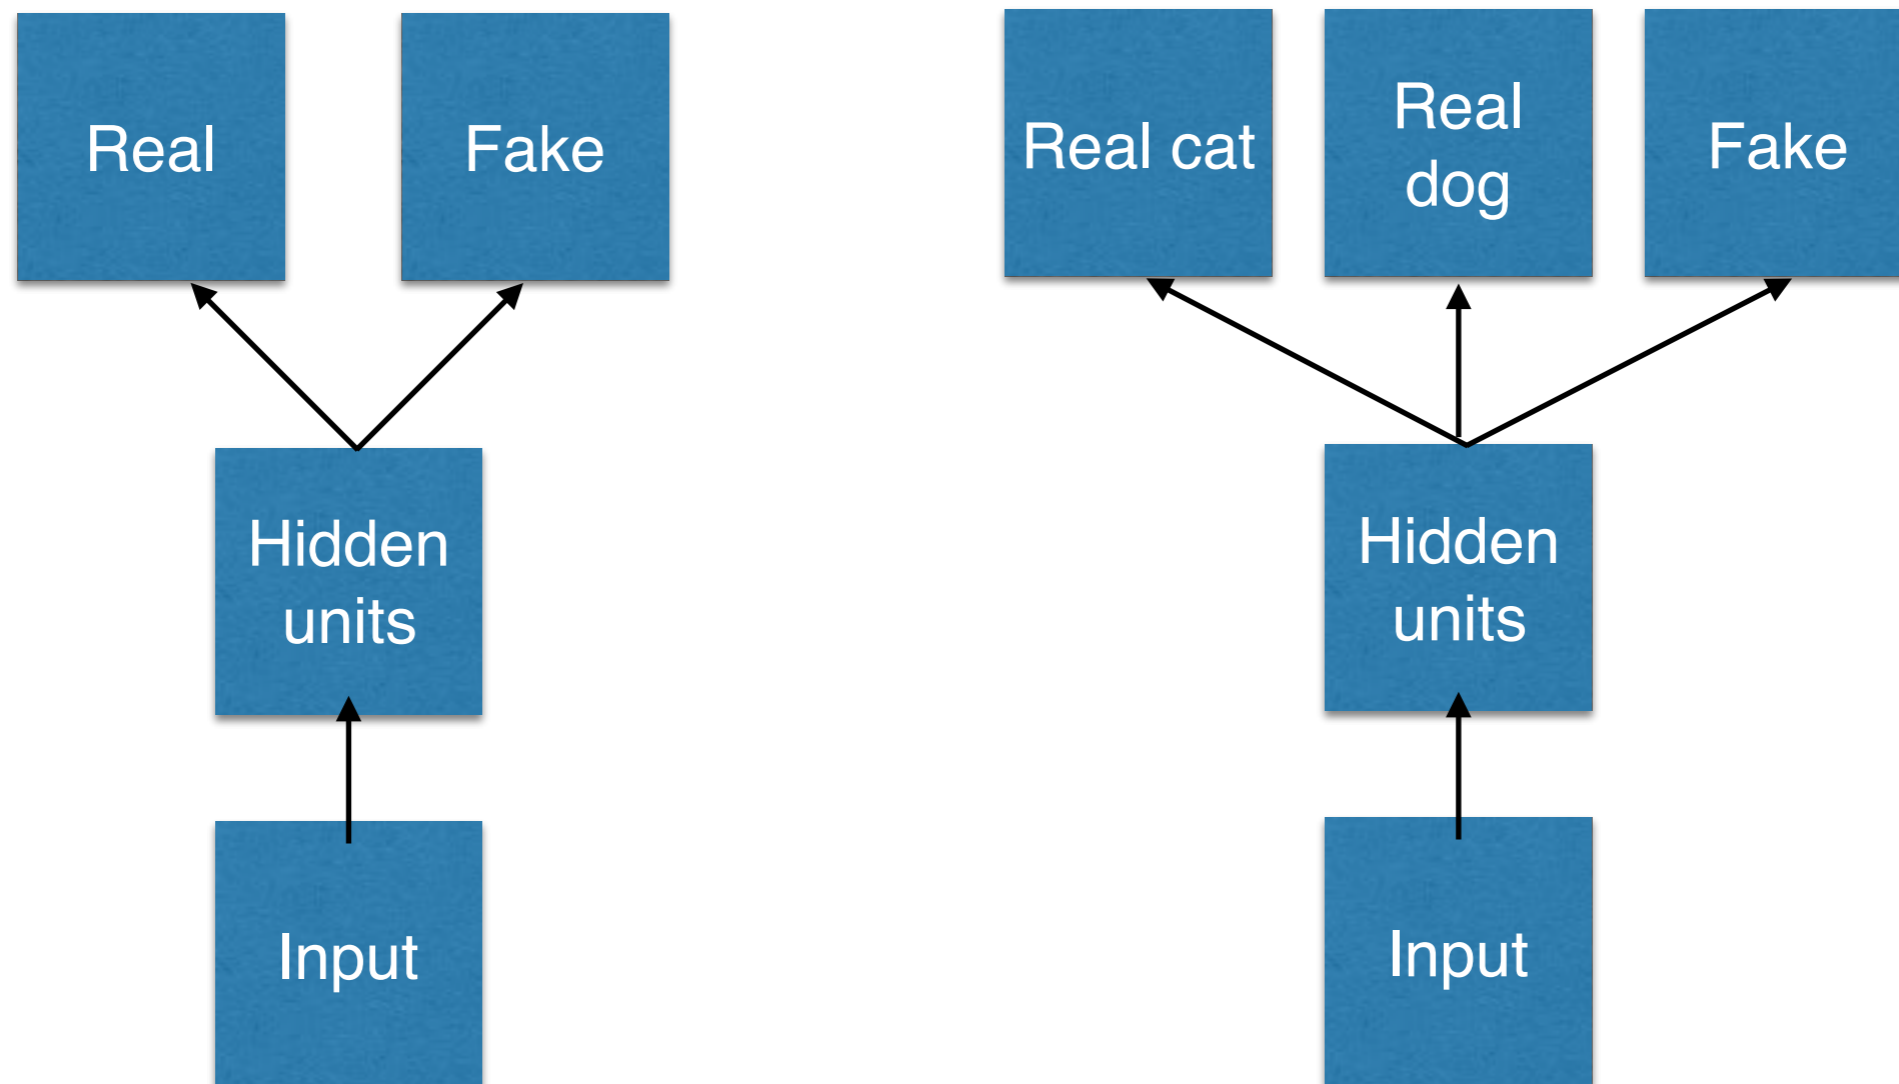 Real
Fake
Hidden
units
Input
Real cat
Real
dog
Fake
Hidden
units
Input